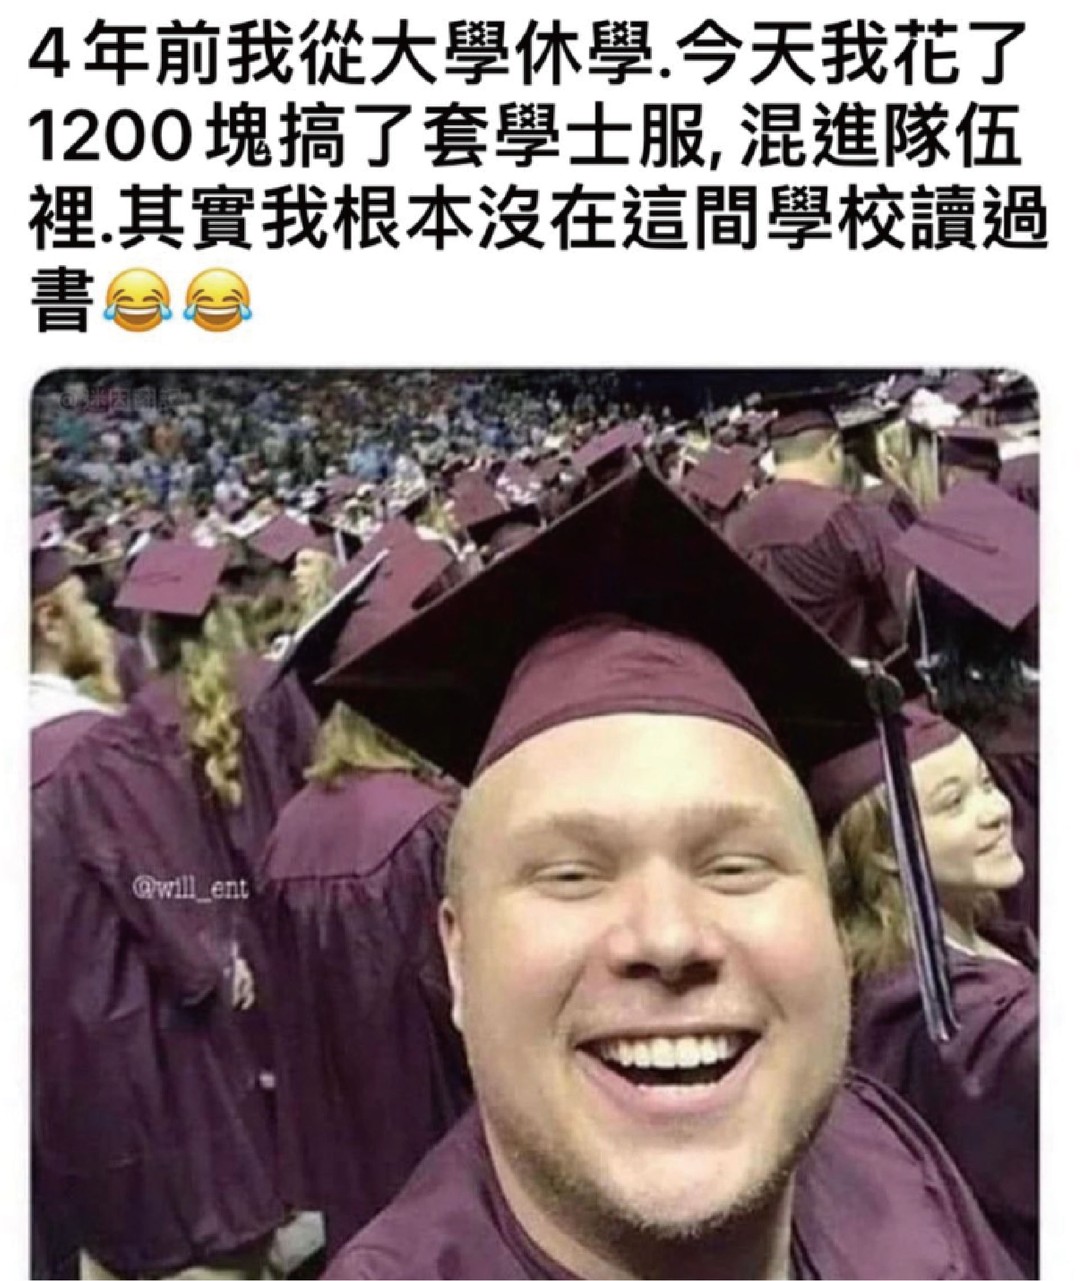 4年前我從大學休學.今天我花了
1200塊搞了套學士服, 混進隊伍
裡.其實我根本沒在這間學校讀過
書😂😂
@will_ent